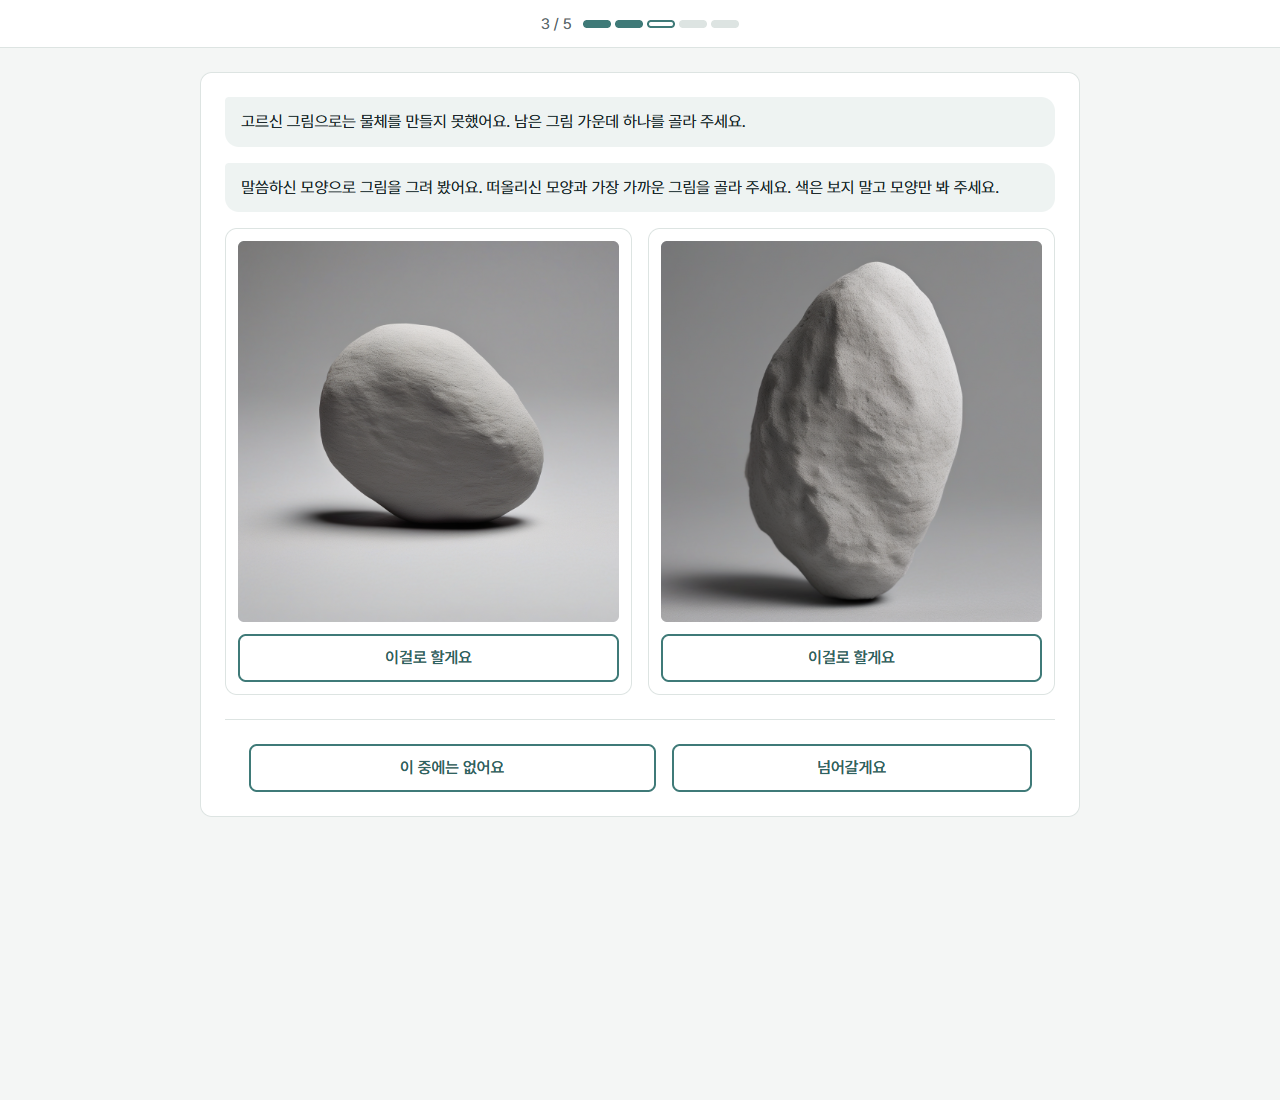 3 / 5
고르신 그림으로는 물체를 만들지 못했어요. 남은 그림 가운데 하나를 골라 주세요.
말씀하신 모양으로 그림을 그려 봤어요. 떠올리신 모양과 가장 가까운 그림을 골라 주세요. 색은 보지 말고 모양만 봐 주세요.
이걸로 할게요
이걸로 할게요
이 중에는 없어요
넘어갈게요